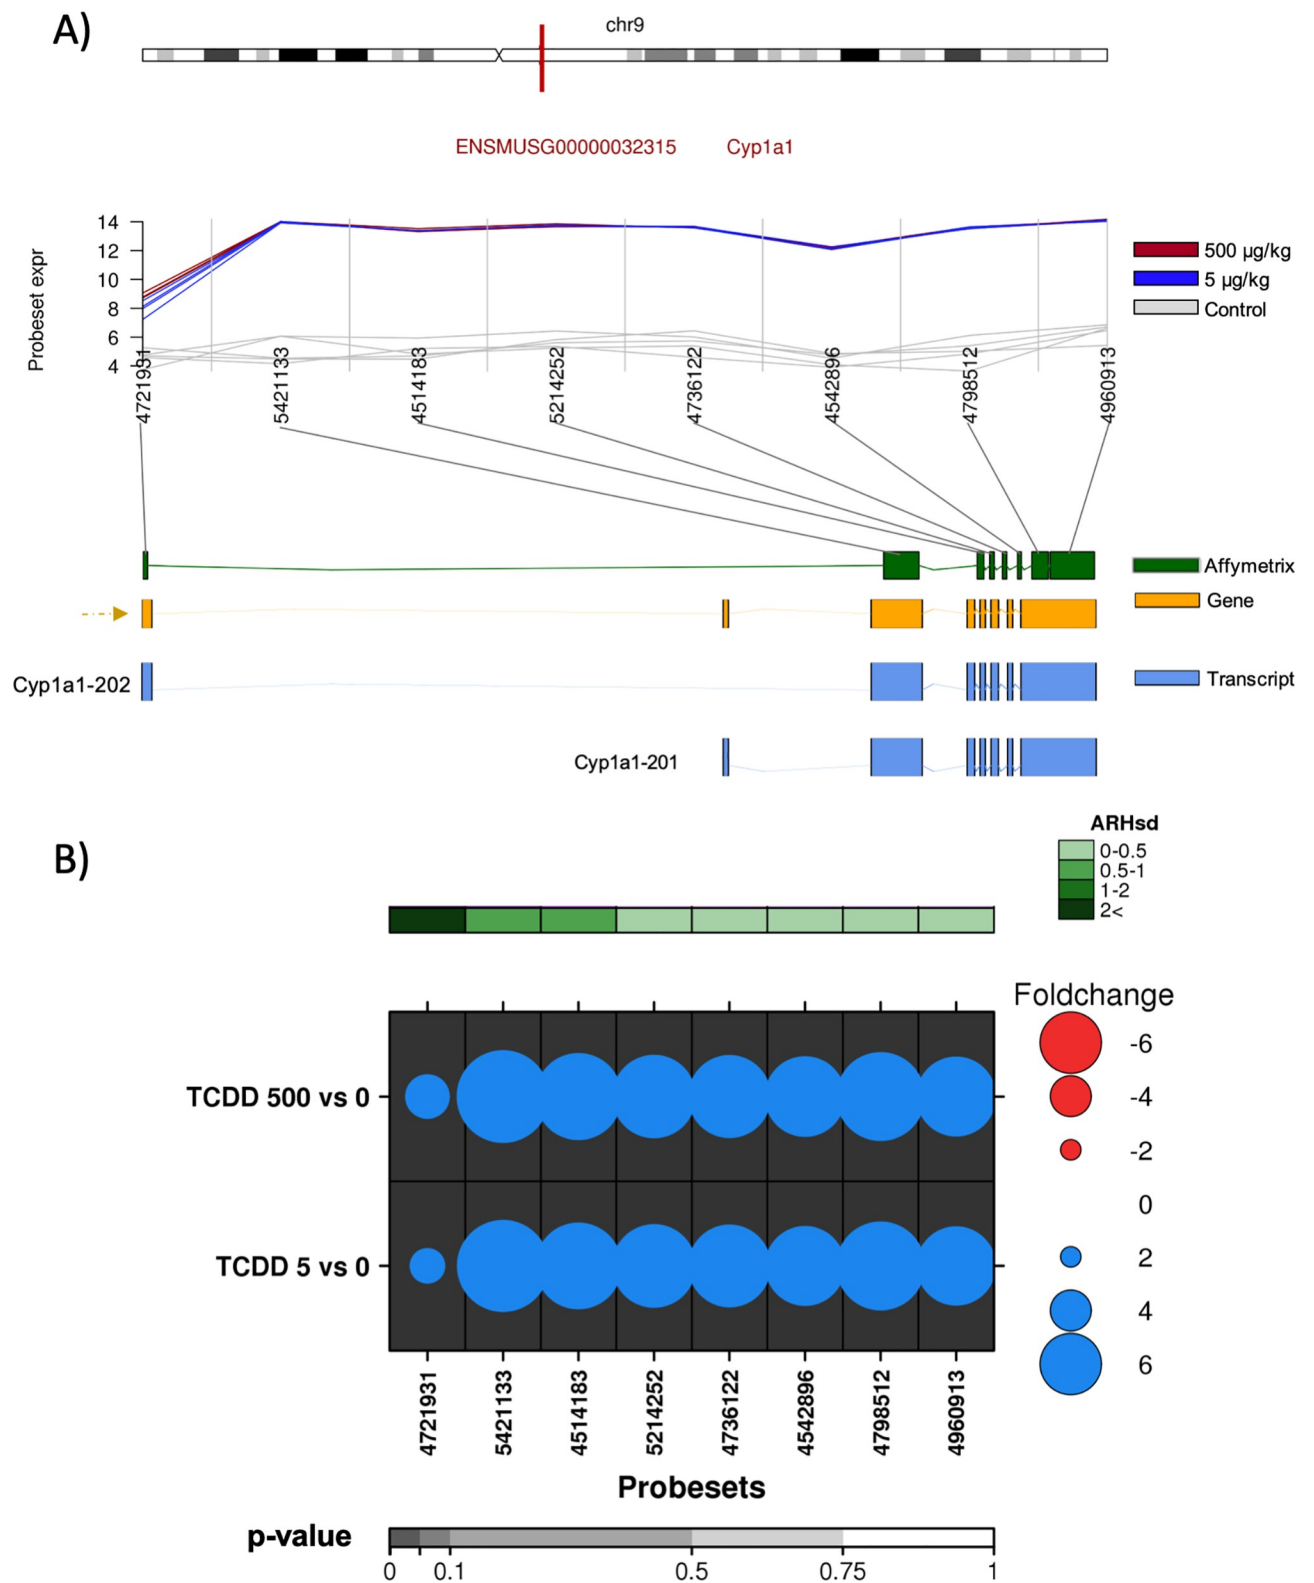 A)
chr9
ENSMUSG00000032315 Cyp1a1
Probeset expr
14
12
10
8
6
4
500 µg/kg
5 µg/kg
Control
4721931 5421133 4514183 5214252 4736122 4542896 4798512 4960913
Affymetrix
Gene
Cyp1a1-202
Transcript
Cyp1a1-201
B)
ARHsd
0-0.5
0.5-1
1-2
2<
Foldchange
-6
-4
-2
0
2
4
6
TCDD 500 vs 0
TCDD 5 vs 0
4721931 5421133 4514183 5214252 4736122 4542896 4798512 4960913
Probesets
p-value
0 0.1 0.5 0.75 1